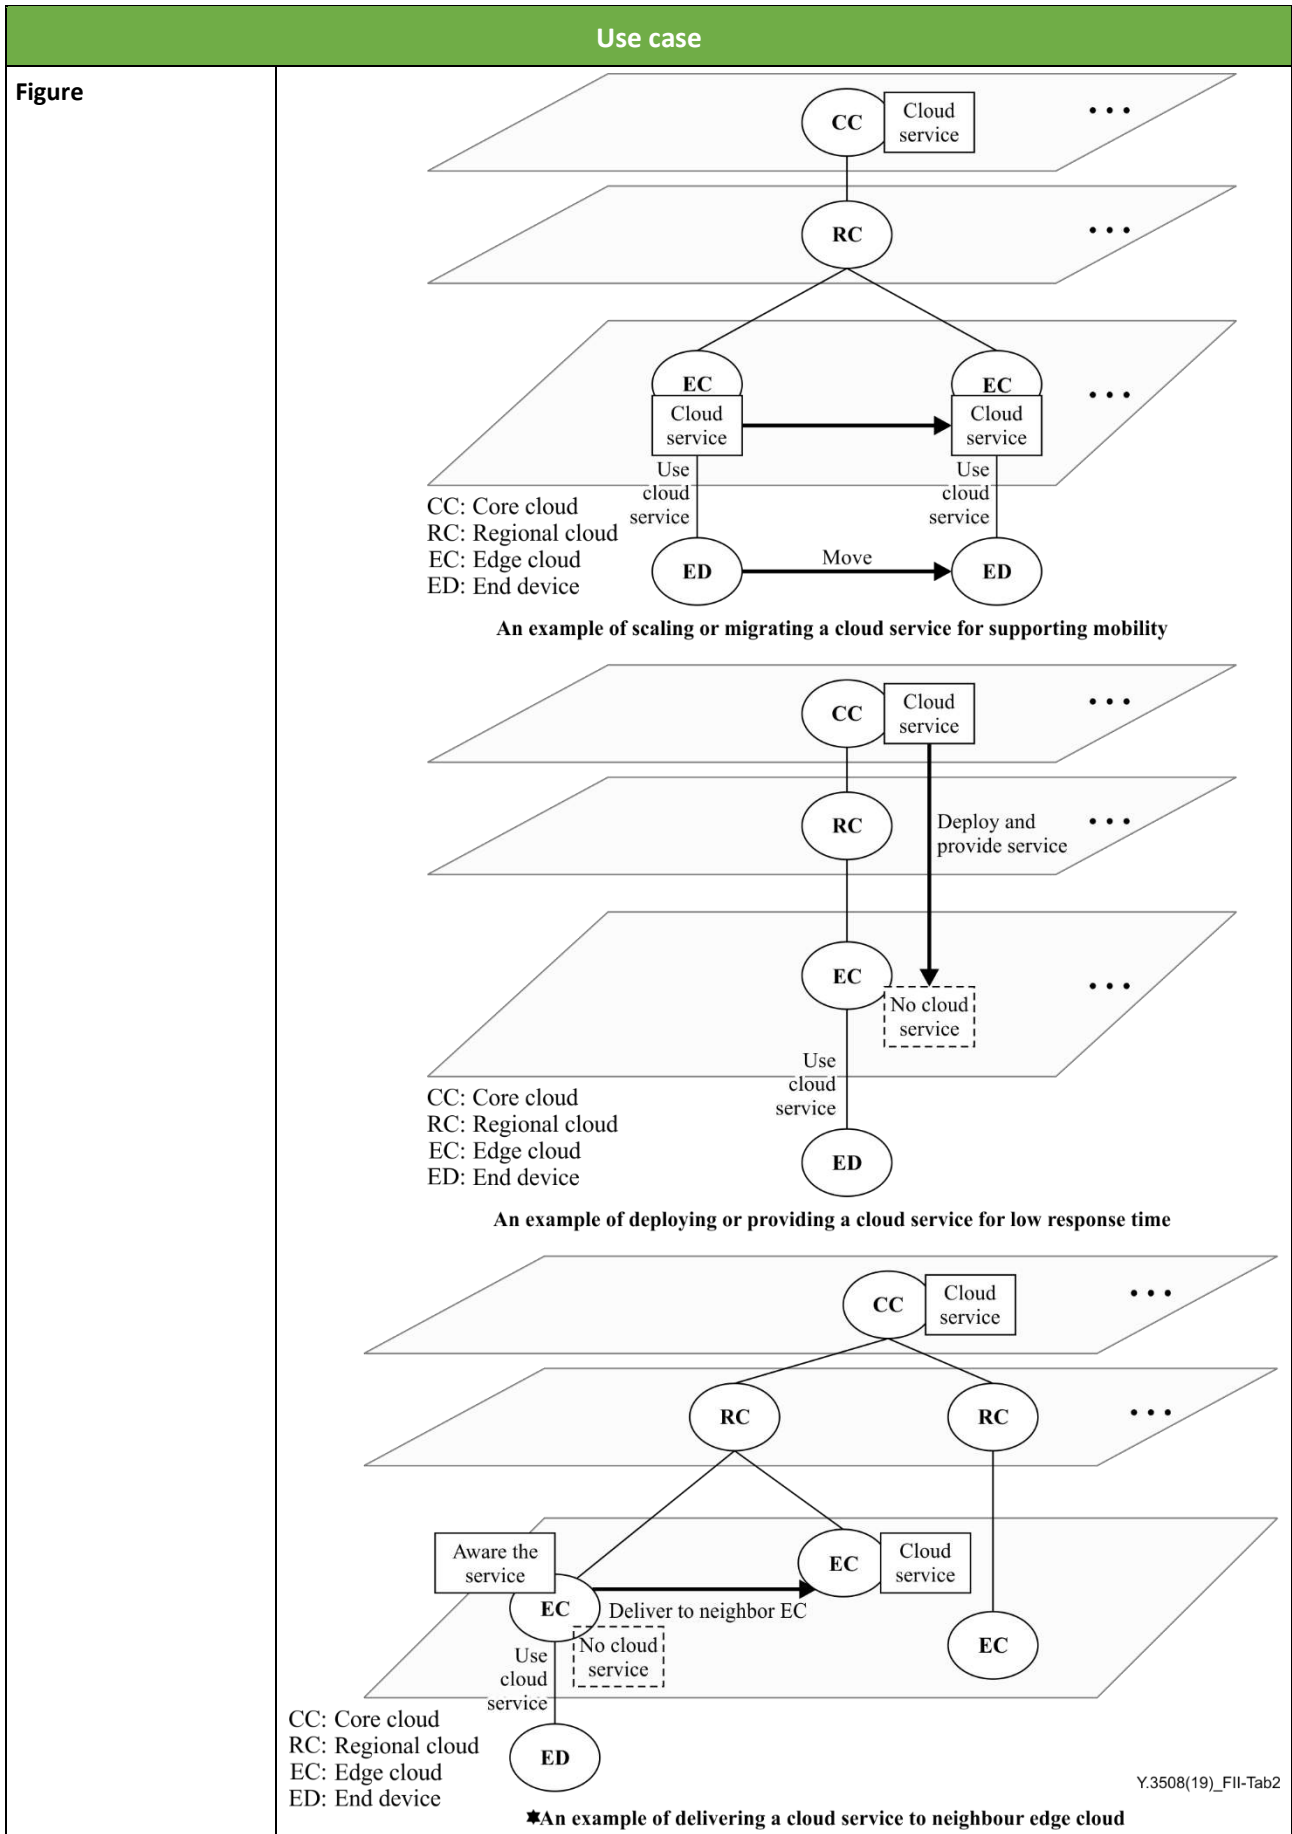 Use case
Figure
CC
Cloud
service
• • •
RC
• • •
EC
Cloud
service
EC
Cloud
service
• • •
Use
cloud
service
Use
cloud
service
CC: Core cloud
RC: Regional cloud
EC: Edge cloud
ED: End device
ED
Move
ED
An example of scaling or migrating a cloud service for supporting mobility
CC
Cloud
service
• • •
RC
Deploy and
provide service
• • •
EC
No cloud
service
• • •
Use
cloud
service
CC: Core cloud
RC: Regional cloud
EC: Edge cloud
ED: End device
ED
An example of deploying or providing a cloud service for low response time
CC
Cloud
service
• • •
RC
RC
• • •
Aware the
service
EC
Cloud
service
EC
Deliver to neighbor EC
No cloud
service
EC
Use
cloud
service
CC: Core cloud
RC: Regional cloud
EC: Edge cloud
ED: End device
ED
Y.3508(19)_FII-Tab2
✱An example of delivering a cloud service to neighbour edge cloud